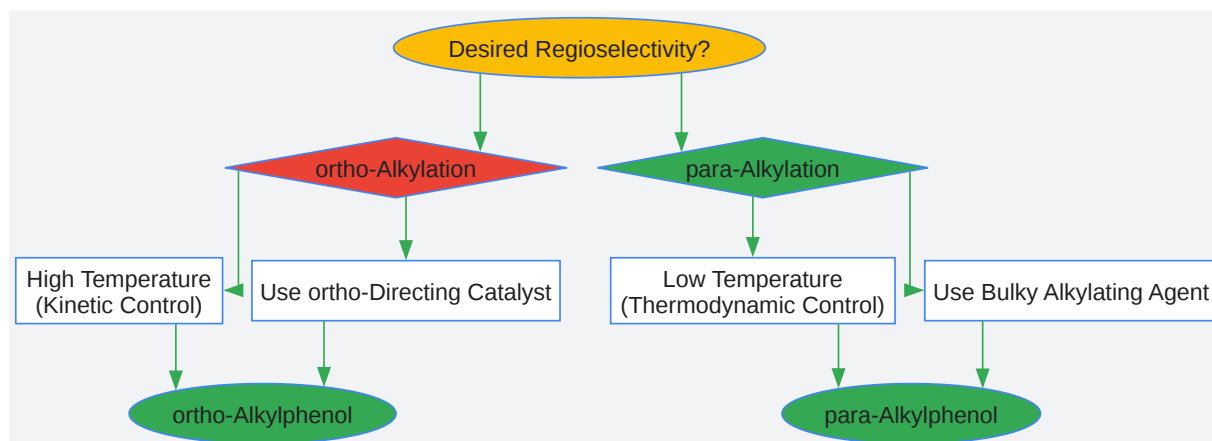 Desired Regioselectivity?
ortho-Alkylation
para-Alkylation
High Temperature
(Kinetic Control)
Use ortho-Directing Catalyst
Low Temperature
(Thermodynamic Control)
Use Bulky Alkylating Agent
ortho-Alkylphenol
para-Alkylphenol